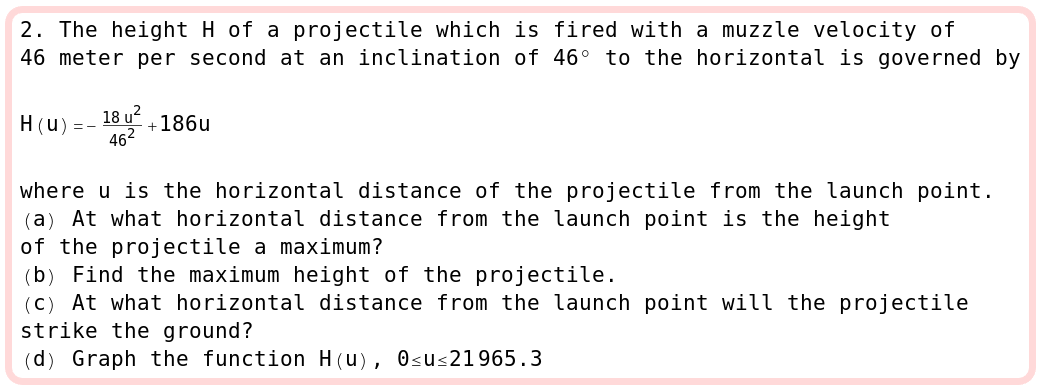 2. The height H of a projectile which is fired with a muzzle velocity of
46 meter per second at an inclination of 46° to the horizontal is governed by
H(u)=-\frac{18 u^2}{46^2}+186u
where u is the horizontal distance of the projectile from the launch point.
(a) At what horizontal distance from the launch point is the height
of the projectile a maximum?
(b) Find the maximum height of the projectile.
(c) At what horizontal distance from the launch point will the projectile
strike the ground?
(d) Graph the function H(u), 0≤u≤21965.3